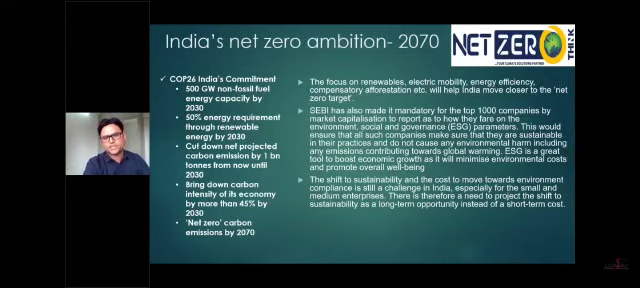 India's net zero ambition- 2070
NET ZERO
THINK
...YOUR CLIMATE SOLUTIONS PARTNER
✓ COP26 India's Commitment
• 500 GW non-fossil fuel
energy capacity by
2030
• 50% energy requirement
through renewable
energy by 2030
• Cut down net projected
carbon emission by 1 bn
tonnes from now until
2030
• Bring down carbon
intensity of its economy
by more than 45% by
2030
• 'Net zero' carbon
emissions by 2070
► The focus on renewables, electric mobility, energy efficiency,
compensatory afforestation etc. will help India move closer to the 'net
zero target'.
► SEBI has also made it mandatory for the top 1000 companies by
market capitalisation to report as to how they fare on the
environment, social and governance (ESG) parameters. This would
ensure that all such companies make sure that they are sustainable
in their practices and do not cause any environmental harm including
any emissions contributing towards global warming. ESG is a great
tool to boost economic growth as it will minimise environmental costs
and promote overall well-being
► The shift to sustainability and the cost to move towards environment
compliance is still a challenge in India, especially for the small and
medium enterprises. There is therefore a need to project the shift to
sustainability as a long-term opportunity instead of a short-term cost.